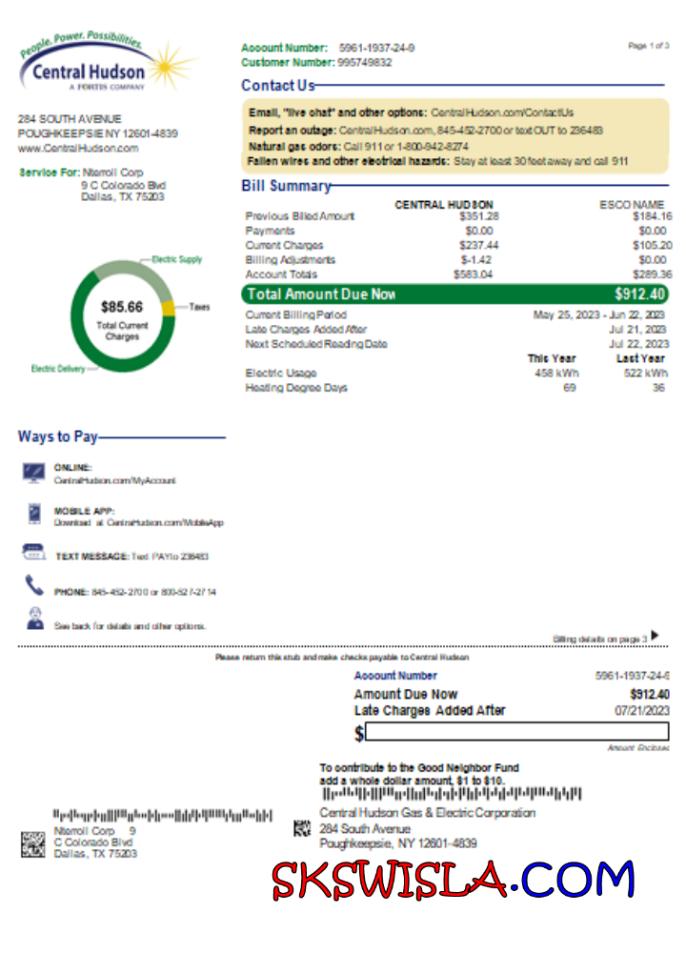 People. Power. Possibilities.
Central Hudson
A FORTIS COMPANY
284 SOUTH AVENUE
POUGHKEEPSIE NY 12601-4839
www.CentralHudson.com
Service For: Nterroll Corp
9 C Colorado Blvd
Dallas, TX 75203
Account Number: 5961-1937-24-9
Customer Number: 995749832
Page 1 of 3
Contact Us
Email, "live chat" and other options: CentralHudson.com/ContactUs
Report an outage: CentralHudson.com, 845-452-2700 or text OUT to 236483
Natural gas odors: Call 911 or 1-800-942-8274
Fallen wires and other electrical hazards: Stay at least 30 feet away and call 911
Bill Summary
CENTRAL HUDSON ESCO NAME
Previous Billed Amount $351.28 $184.16
Payments $0.00 $0.00
Current Charges $237.44 $105.20
Billing Adjustments $-1.42 $0.00
Account Totals $583.04 $289.36
Total Amount Due Now $912.40
Current Billing Period May 25, 2023 - Jun 22, 2023
Late Charges Added After Jul 21, 2023
Next Scheduled Reading Date Jul 22, 2023
This Year Last Year
Electric Usage 458 kWh 522 kWh
Heating Degree Days 69 36
Electric Supply
$85.66
Total Current
Charges
Taxes
Electric Delivery
Ways to Pay
ONLINE:
CentralHudson.com/MyAccount
MOBILE APP:
Download at CentralHudson.com/MobileApp
TEXT MESSAGE: Text PAY to 236483
PHONE: 845-452-2700 or 800-527-2714
See back for details and other options.
Billing details on page 3
Please return this stub and make checks payable to Central Hudson
Account Number 5961-1937-24-9
Amount Due Now $912.40
Late Charges Added After 07/21/2023
$
Amount Enclosed
To contribute to the Good Neighbor Fund
add a whole dollar amount, $1 to $10.
Nterroll Corp 9
C Colorado Blvd
Dallas, TX 75203
Central Hudson Gas & Electric Corporation
284 South Avenue
Poughkeepsie, NY 12601-4839
SKSWISLA.COM